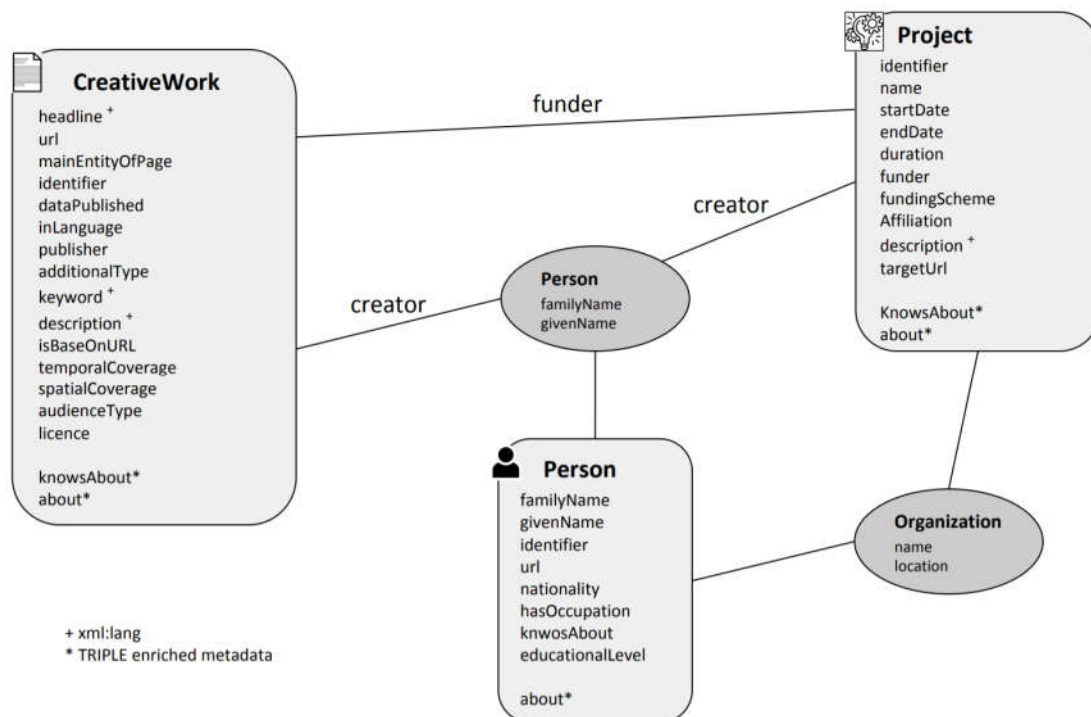 CreativeWork
headline +
url
mainEntityOfPage
identifier
dataPublished
inLanguage
publisher
additionalType
keyword +
description +
isBaseOnURL
temporalCoverage
spatialCoverage
audienceType
licence
knowsAbout*
about*
funder
creator
creator
Project
identifier
name
startDate
endDate
duration
funder
fundingScheme
Affiliation
description +
targetUrl
KnowsAbout*
about*
Person
familyName
givenName
Person
familyName
givenName
identifier
url
nationality
hasOccupation
knwosAbout
educationalLevel
about*
Organization
name
location
+ xml:lang
* TRIPLE enriched metadata